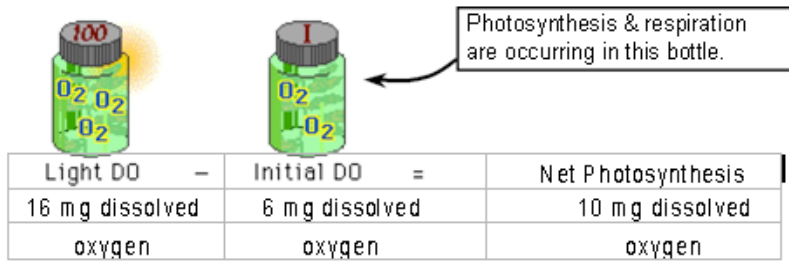 Photosynthesis & respiration
are occurring in this bottle.
100
I
O2 O2 O2
O2 O2
Light DO – Initial DO = Net Photosynthesis
16 mg dissolved 6 mg dissolved 10 mg dissolved
oxygen oxygen oxygen